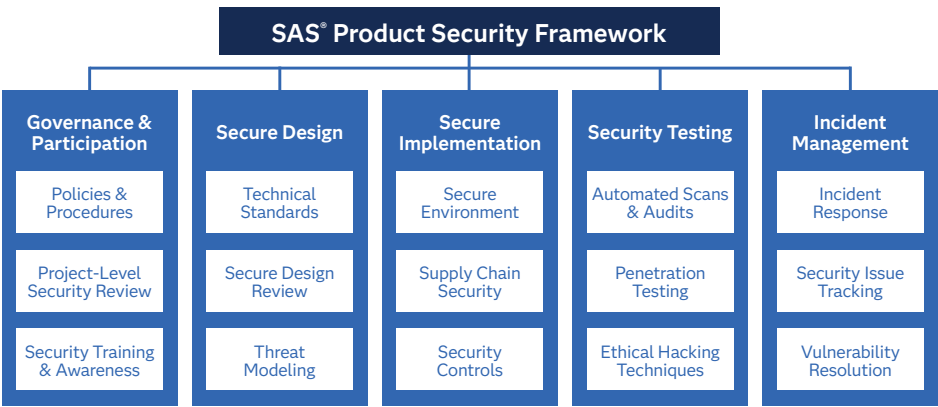 SAS® Product Security Framework
Governance &
Participation
Policies &
Procedures
Project-Level
Security Review
Security Training
& Awareness
Secure Design
Technical
Standards
Secure Design
Review
Threat
Modeling
Secure
Implementation
Secure
Environment
Supply Chain
Security
Security
Controls
Security Testing
Automated Scans
& Audits
Penetration
Testing
Ethical Hacking
Techniques
Incident
Management
Incident
Response
Security Issue
Tracking
Vulnerability
Resolution